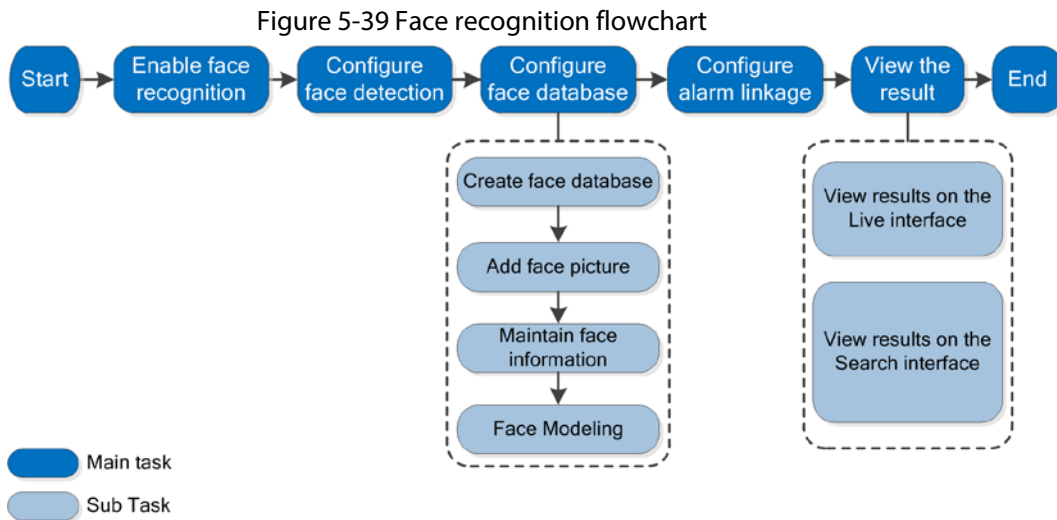 Figure 5-39 Face recognition flowchart
Start
Enable face
recognition
Configure
face detection
Configure
face database
Configure
alarm linkage
View the
result
End
Create face database
Add face picture
Maintain face
information
Face Modeling
View results on the
Live interface
View results on the
Search interface
Main task
Sub Task